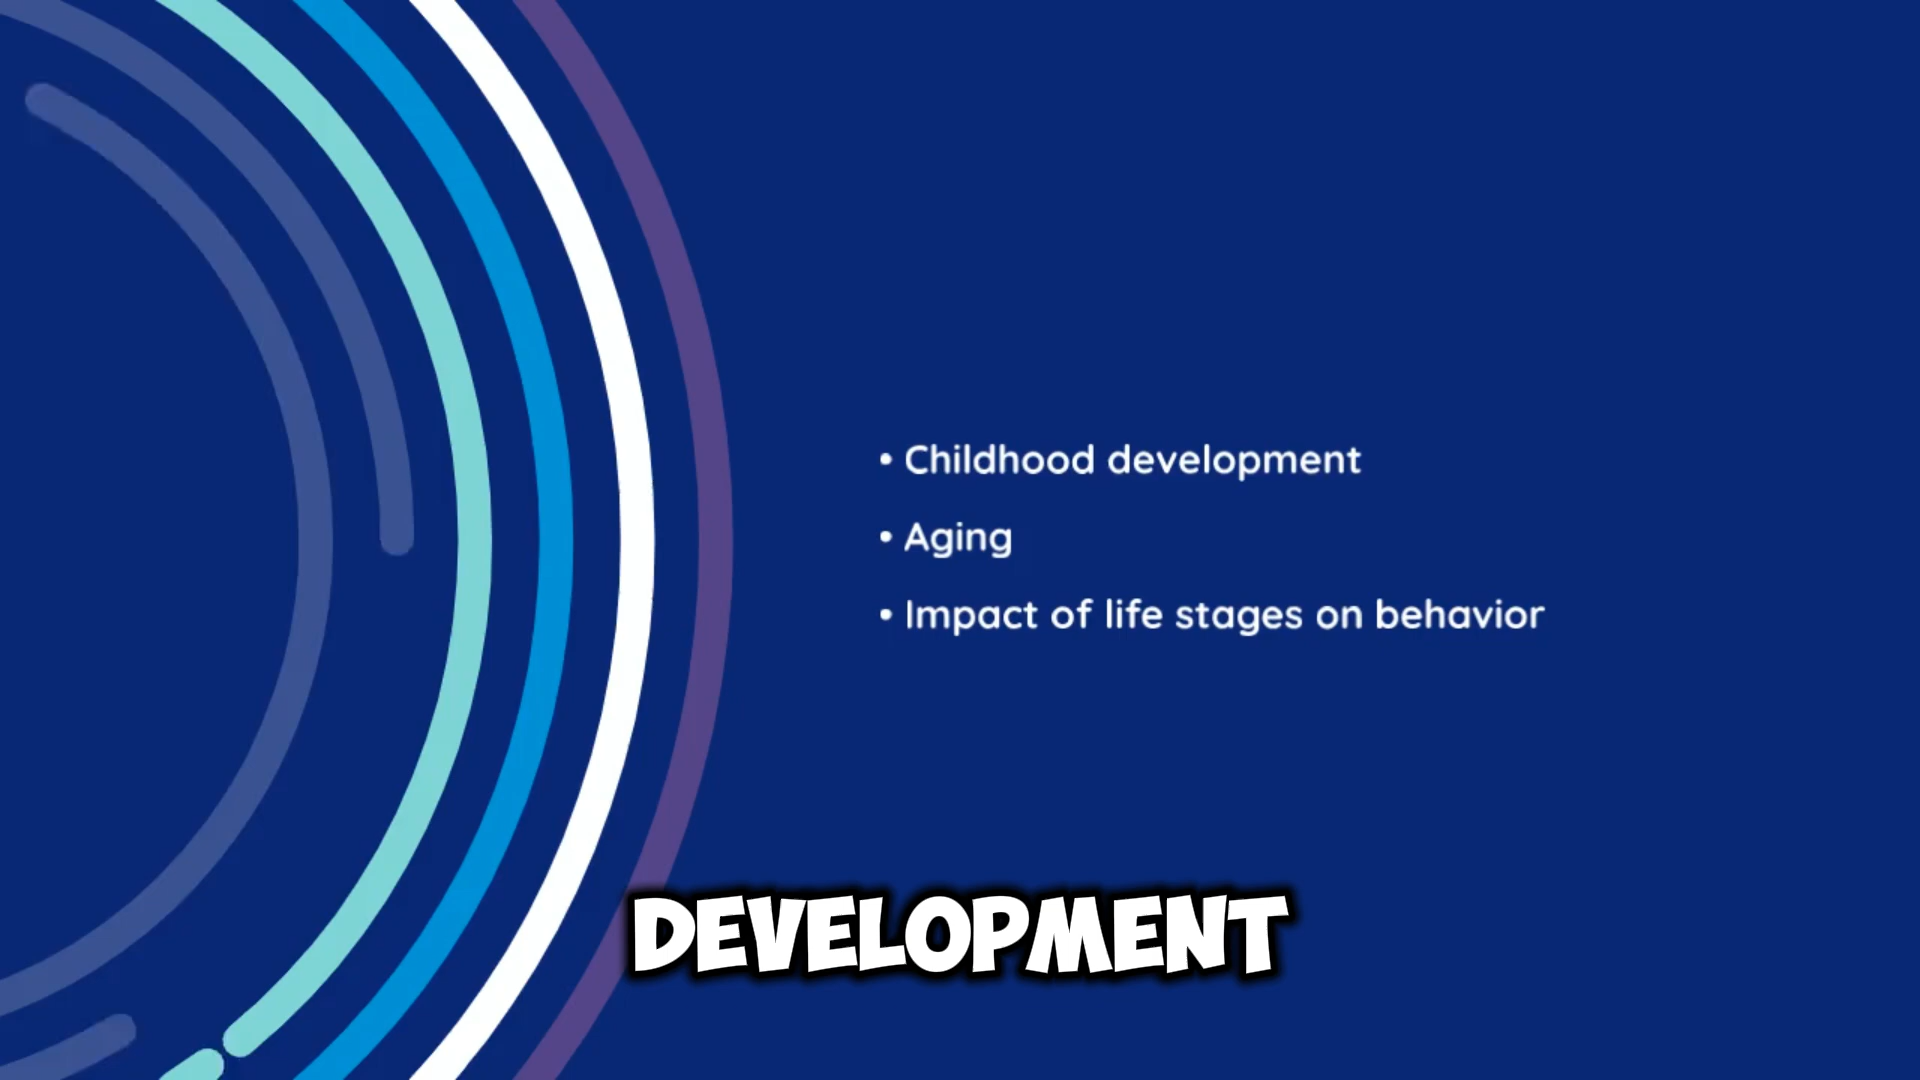 • Childhood development
• Aging
• Impact of life stages on behavior
DEVELOPMENT